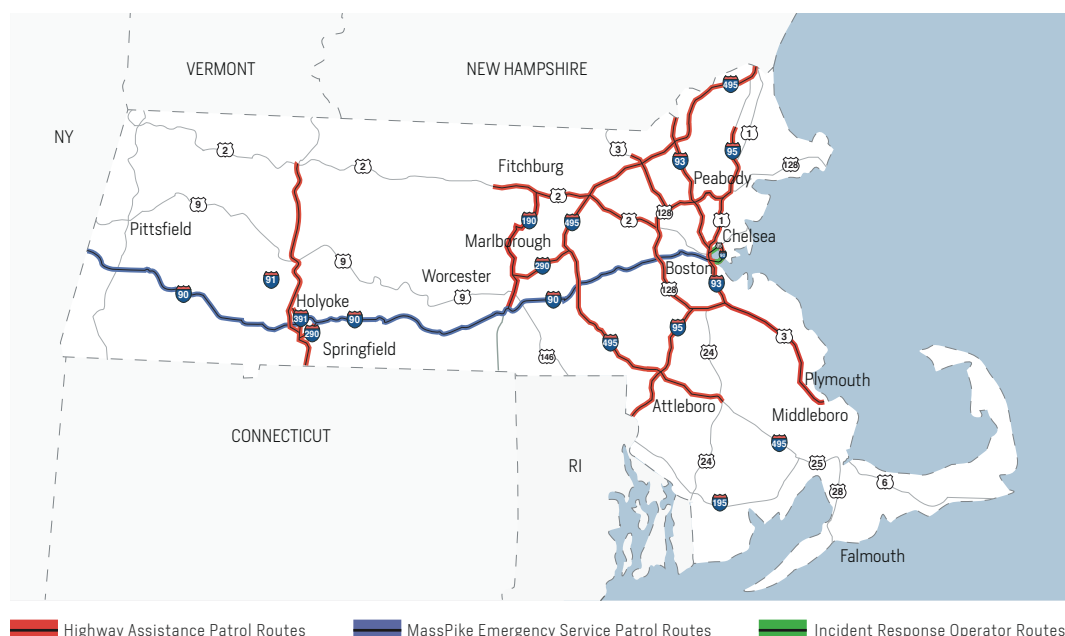 VERMONT
NEW HAMPSHIRE
495
NY
2
2
3
93
95
1
128
Fitchburg
Peabody
9
2
190
495
2
128
1
Pittsfield
Marlborough
Chelsea
9
Worcester
290
Boston
91
9
128
93
90
Holyoke
90
391
90
290
95
3
Springfield
146
495
24
Plymouth
Attleboro
Middleboro
CONNECTICUT
495
RI
24
25
6
28
195
Falmouth
Highway Assistance Patrol Routes
MassPike Emergency Service Patrol Routes
Incident Response Operator Routes